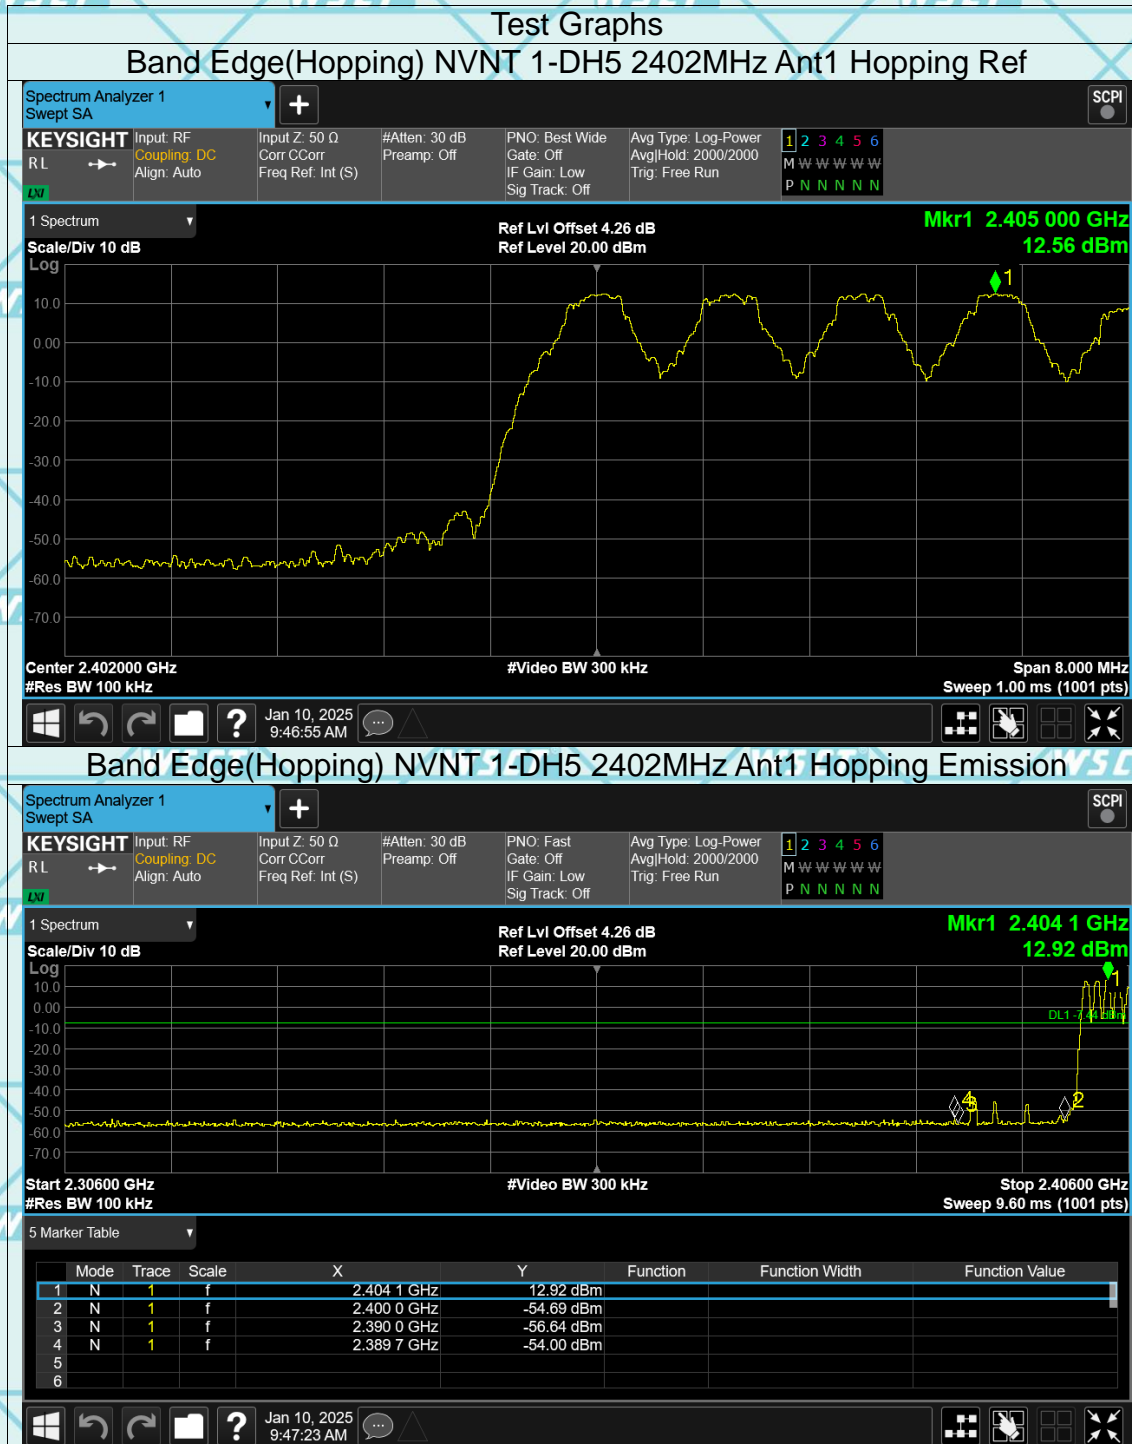 Test Graphs
Band Edge(Hopping) NVNT 1-DH5 2402MHz Ant1 Hopping Ref
Spectrum Analyzer 1
Swept SA
+
SCPI
KEYSIGHT
RL
LXI
Input: RF
Coupling: DC
Align: Auto
Input Z: 50 Ω
Corr CCorr
Freq Ref: Int (S)
#Atten: 30 dB
Preamp: Off
PNO: Best Wide
Gate: Off
IF Gain: Low
Sig Track: Off
Avg Type: Log-Power
Avg|Hold: 2000/2000
Trig: Free Run
1 2 3 4 5 6
M W W W W W
P N N N N N
1 Spectrum
Scale/Div 10 dB
Ref Lvl Offset 4.26 dB
Ref Level 20.00 dBm
Mkr1 2.405 000 GHz
12.56 dBm
Log
1
10.0
0.00
-10.0
-20.0
-30.0
-40.0
-50.0
-60.0
-70.0
Center 2.402000 GHz
#Video BW 300 kHz
Span 8.000 MHz
#Res BW 100 kHz
Sweep 1.00 ms (1001 pts)
?
Jan 10, 2025
9:46:55 AM
Band Edge(Hopping) NVNT 1-DH5 2402MHz Ant1 Hopping Emission
Spectrum Analyzer 1
Swept SA
+
SCPI
KEYSIGHT
RL
LXI
Input: RF
Coupling: DC
Align: Auto
Input Z: 50 Ω
Corr CCorr
Freq Ref: Int (S)
#Atten: 30 dB
Preamp: Off
PNO: Fast
Gate: Off
IF Gain: Low
Sig Track: Off
Avg Type: Log-Power
Avg|Hold: 2000/2000
Trig: Free Run
1 2 3 4 5 6
M W W W W W
P N N N N N
1 Spectrum
Scale/Div 10 dB
Ref Lvl Offset 4.26 dB
Ref Level 20.00 dBm
Mkr1 2.404 1 GHz
12.92 dBm
Log
1
10.0
0.00
DL1 -7.44 dBm
-10.0
-20.0
-30.0
-40.0
4 3 2
-50.0
-60.0
-70.0
Start 2.30600 GHz
#Video BW 300 kHz
Stop 2.40600 GHz
#Res BW 100 kHz
Sweep 9.60 ms (1001 pts)
5 Marker Table
Mode Trace Scale X Y Function Function Width Function Value
1 N 1 f 2.404 1 GHz 12.92 dBm
2 N 1 f 2.400 0 GHz -54.69 dBm
3 N 1 f 2.390 0 GHz -56.64 dBm
4 N 1 f 2.389 7 GHz -54.00 dBm
5
6
?
Jan 10, 2025
9:47:23 AM